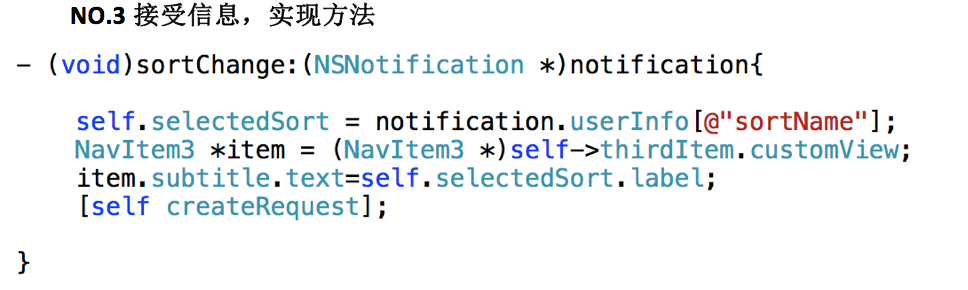 NO.3 接受信息，实现方法
- (void)sortChange:(NSNotification *)notification{
self.selectedSort = notification.userInfo[@"sortName"];
NavItem3 *item = (NavItem3 *)self->thirdItem.customView;
item.subtitle.text=self.selectedSort.label;
[self createRequest];
}